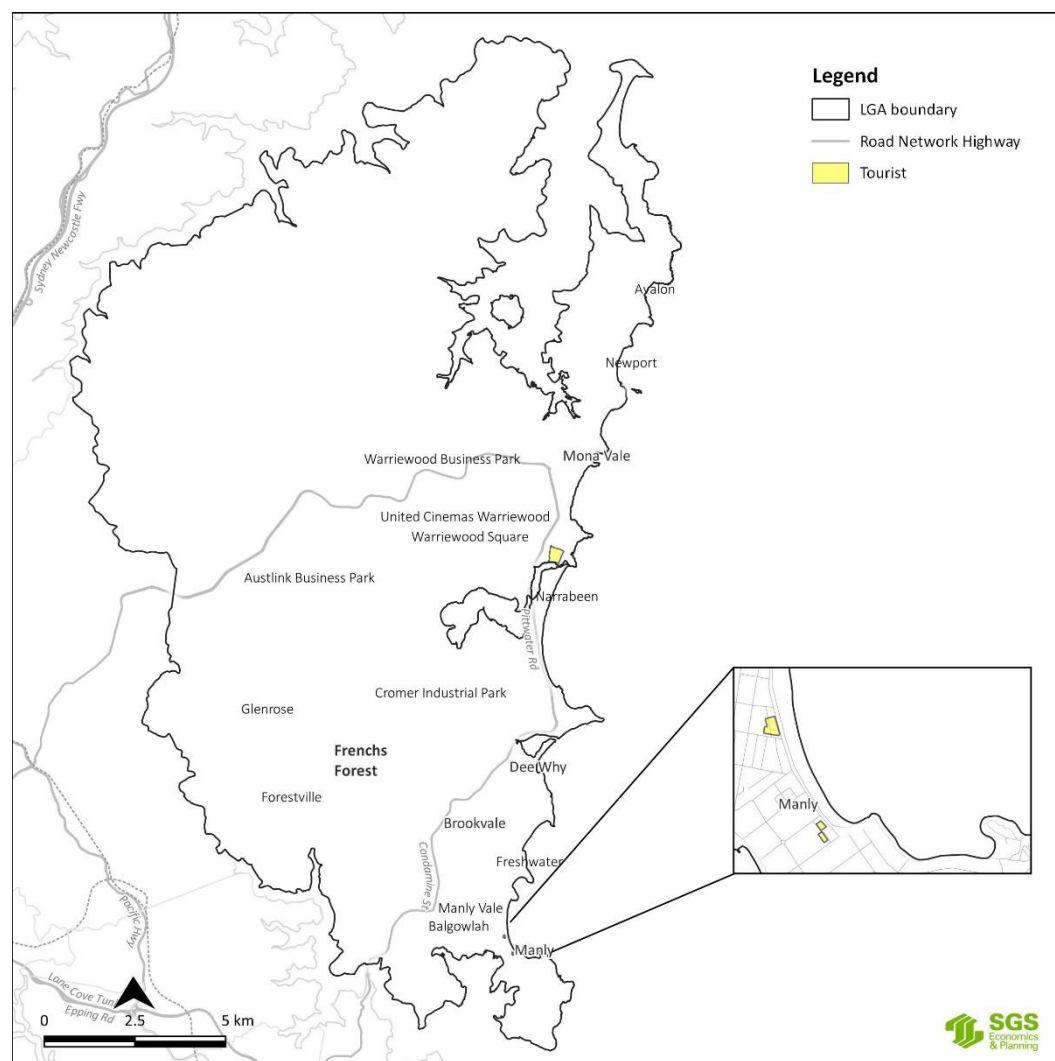 Legend
LGA boundary
Road Network Highway
Tourist
Sydney Newcastle Fwy
Avalon
Newport
Mona Vale
Warriewood Business Park
United Cinemas Warriewood
Warriewood Square
Austlink Business Park
Narrabeen
Pittwater Rd
Cromer Industrial Park
Glenrose
Frenchs
Forest
Dee Why
Forestville
Brookvale
Condamine St
Freshwater
Manly Vale
Balgowlah
Manly
Manly
Pacific Hwy
Lane Cove Tun
Epping Rd
0 2.5 5 km
SGS
Economics
& Planning